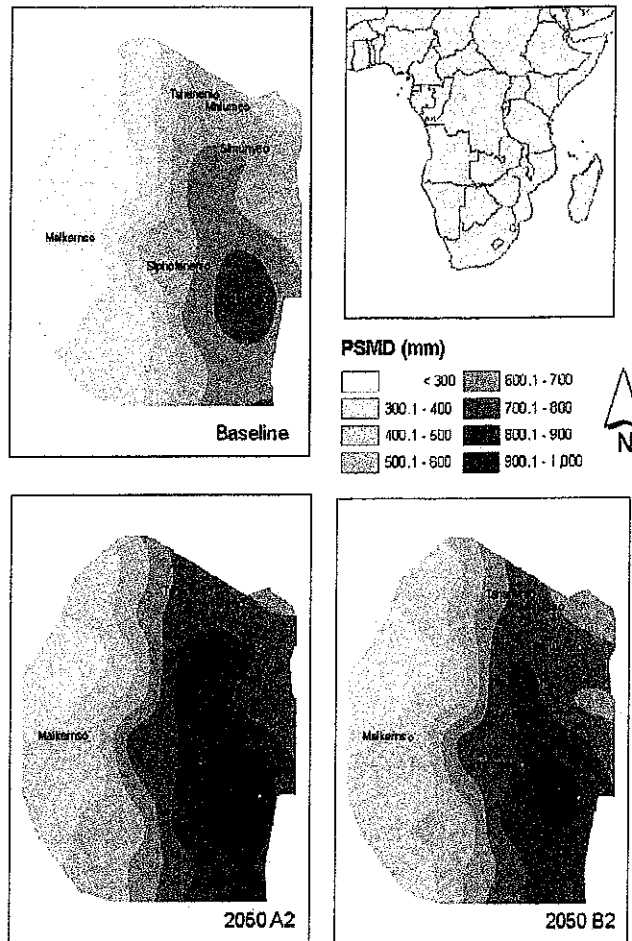 Malkerns
Baseline
PSMD (mm)
< 300
300.1 - 400
400.1 - 500
500.1 - 600
600.1 - 700
700.1 - 800
800.1 - 900
900.1 - 1,000
N
Malkerns
2050 A2
Malkerns
2050 B2